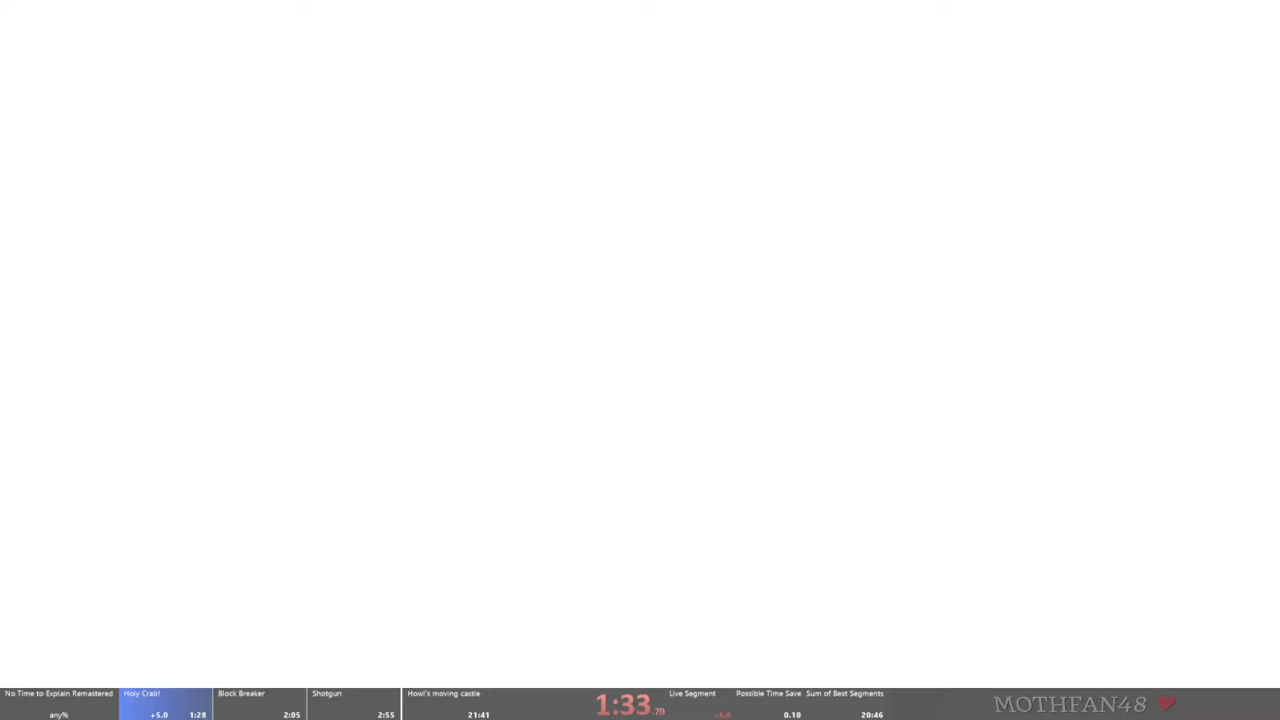 No Time to Explain Remastered
any%
Holy Crab!
+5.0 1:28
Block Breaker
2:05
Shotgun
2:55
Howl's moving castle
21:41
1:33.70
Live Segment
Possible Time Save
0.10
Sum of Best Segments
20:46
MOTHFAN48